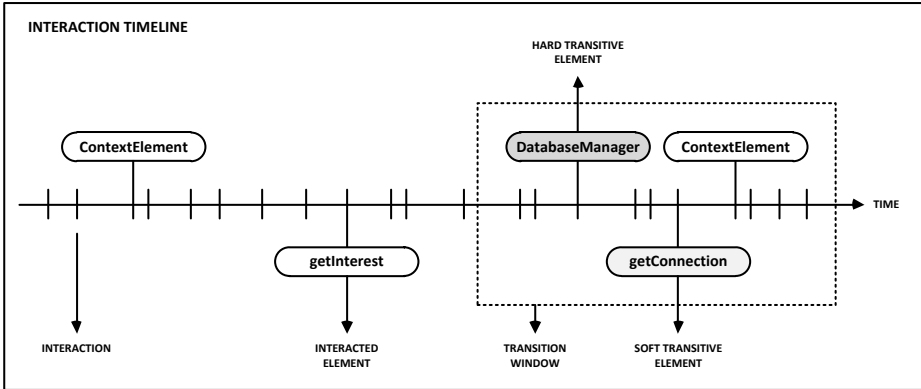 INTERACTION TIMELINE
HARD TRANSITIVE
ELEMENT
ContextElement
DatabaseManager
ContextElement
TIME
getInterest
getConnection
INTERACTION
INTERACTED
ELEMENT
TRANSITION
WINDOW
SOFT TRANSITIVE
ELEMENT